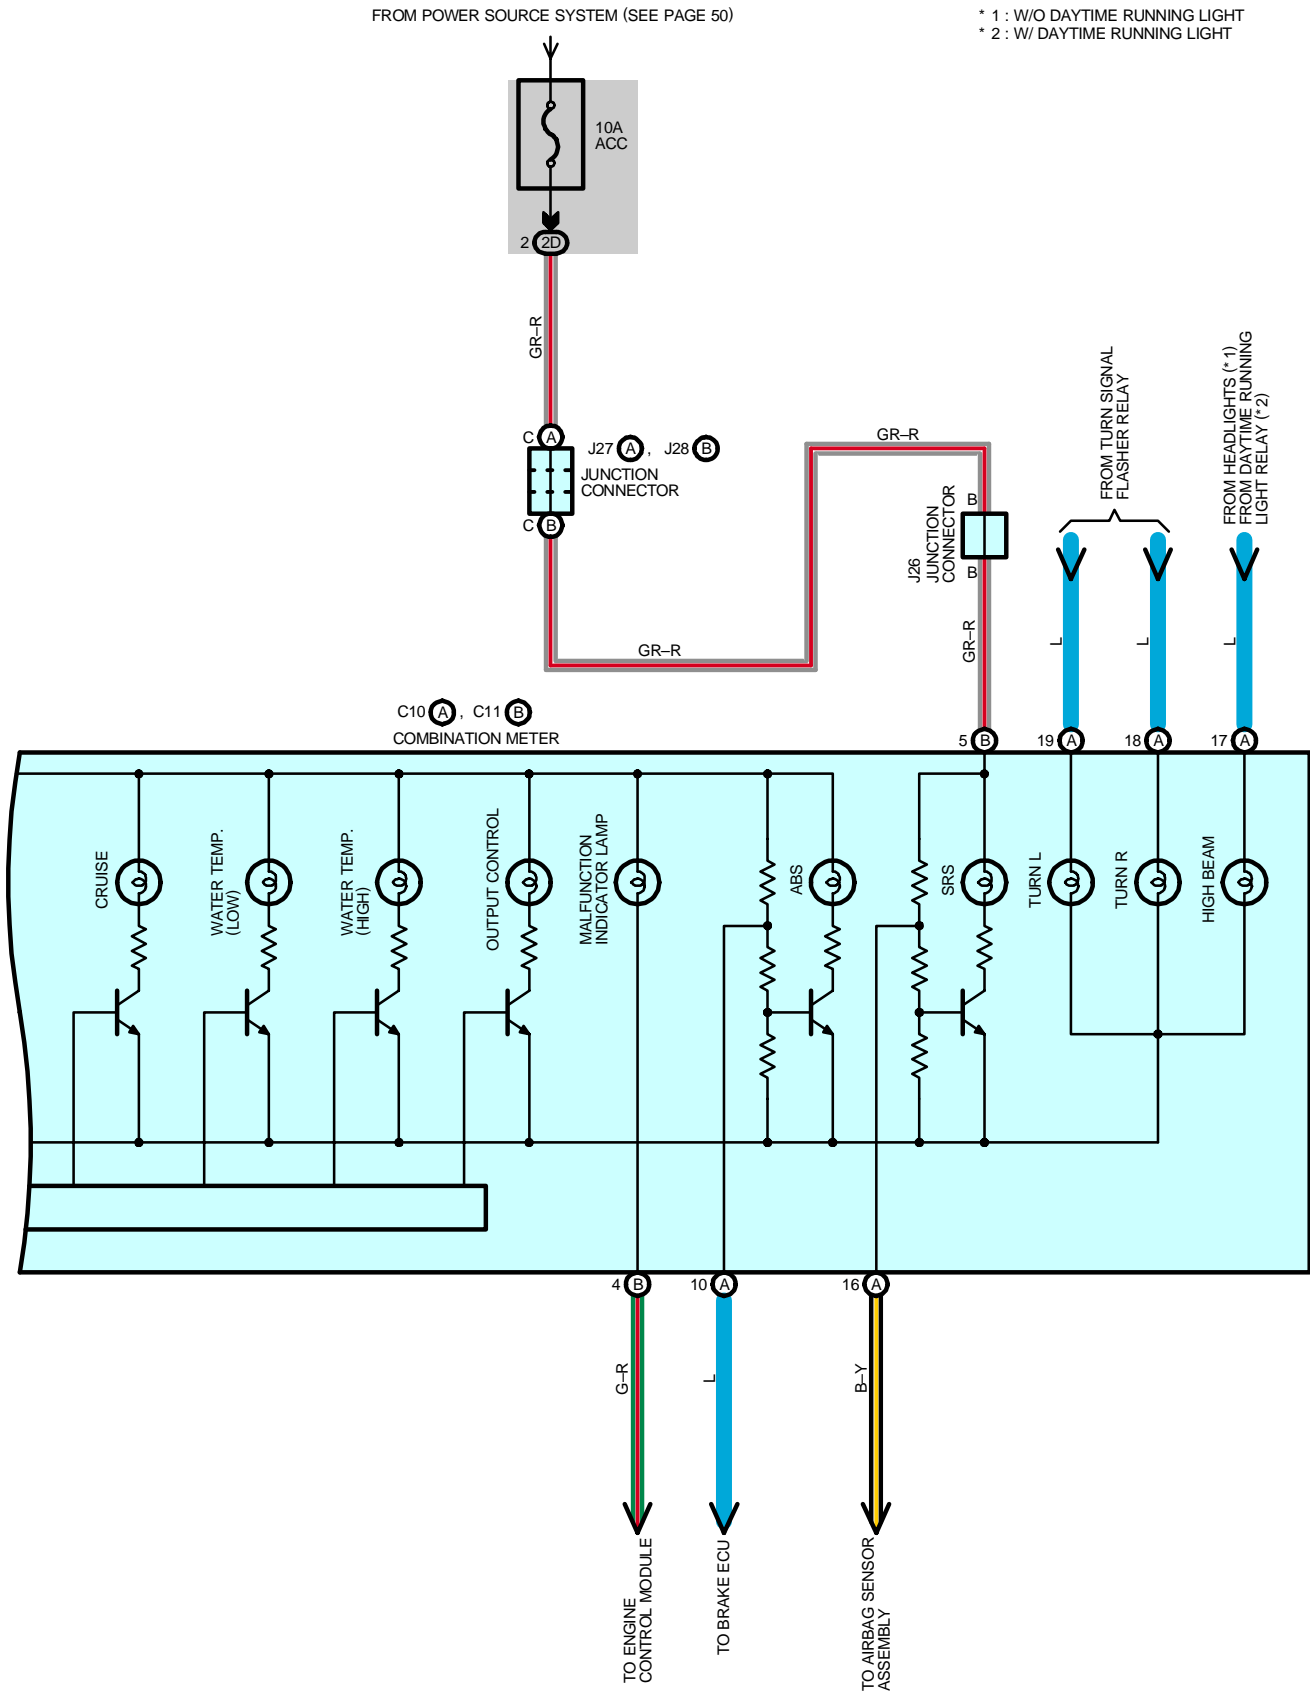 FROM POWER SOURCE SYSTEM (SEE PAGE 50)
* 1 : W/O DAYTIME RUNNING LIGHT
* 2 : W/ DAYTIME RUNNING LIGHT
10A
ACC
2 2D
GR–R
C A
J27 A , J28 B
JUNCTION
CONNECTOR
C B
GR–R
GR–R
B
J26
JUNCTION
CONNECTOR
B
GR–R
FROM TURN SIGNAL
FLASHER RELAY
FROM HEADLIGHTS (* 1)
FROM DAYTIME RUNNING
LIGHT RELAY (* 2)
L
L
L
C10 A , C11 B
COMBINATION METER
5 B
19 A
18 A
17 A
CRUISE
WATER TEMP.
(LOW)
WATER TEMP.
(HIGH)
OUTPUT CONTROL
MALFUNCTION
INDICATOR LAMP
ABS
SRS
TURN L
TURN R
HIGH BEAM
4 B
10 A
16 A
G–R
L
B–Y
TO ENGINE
CONTROL MODULE
TO BRAKE ECU
TO AIRBAG SENSOR
ASSEMBLY